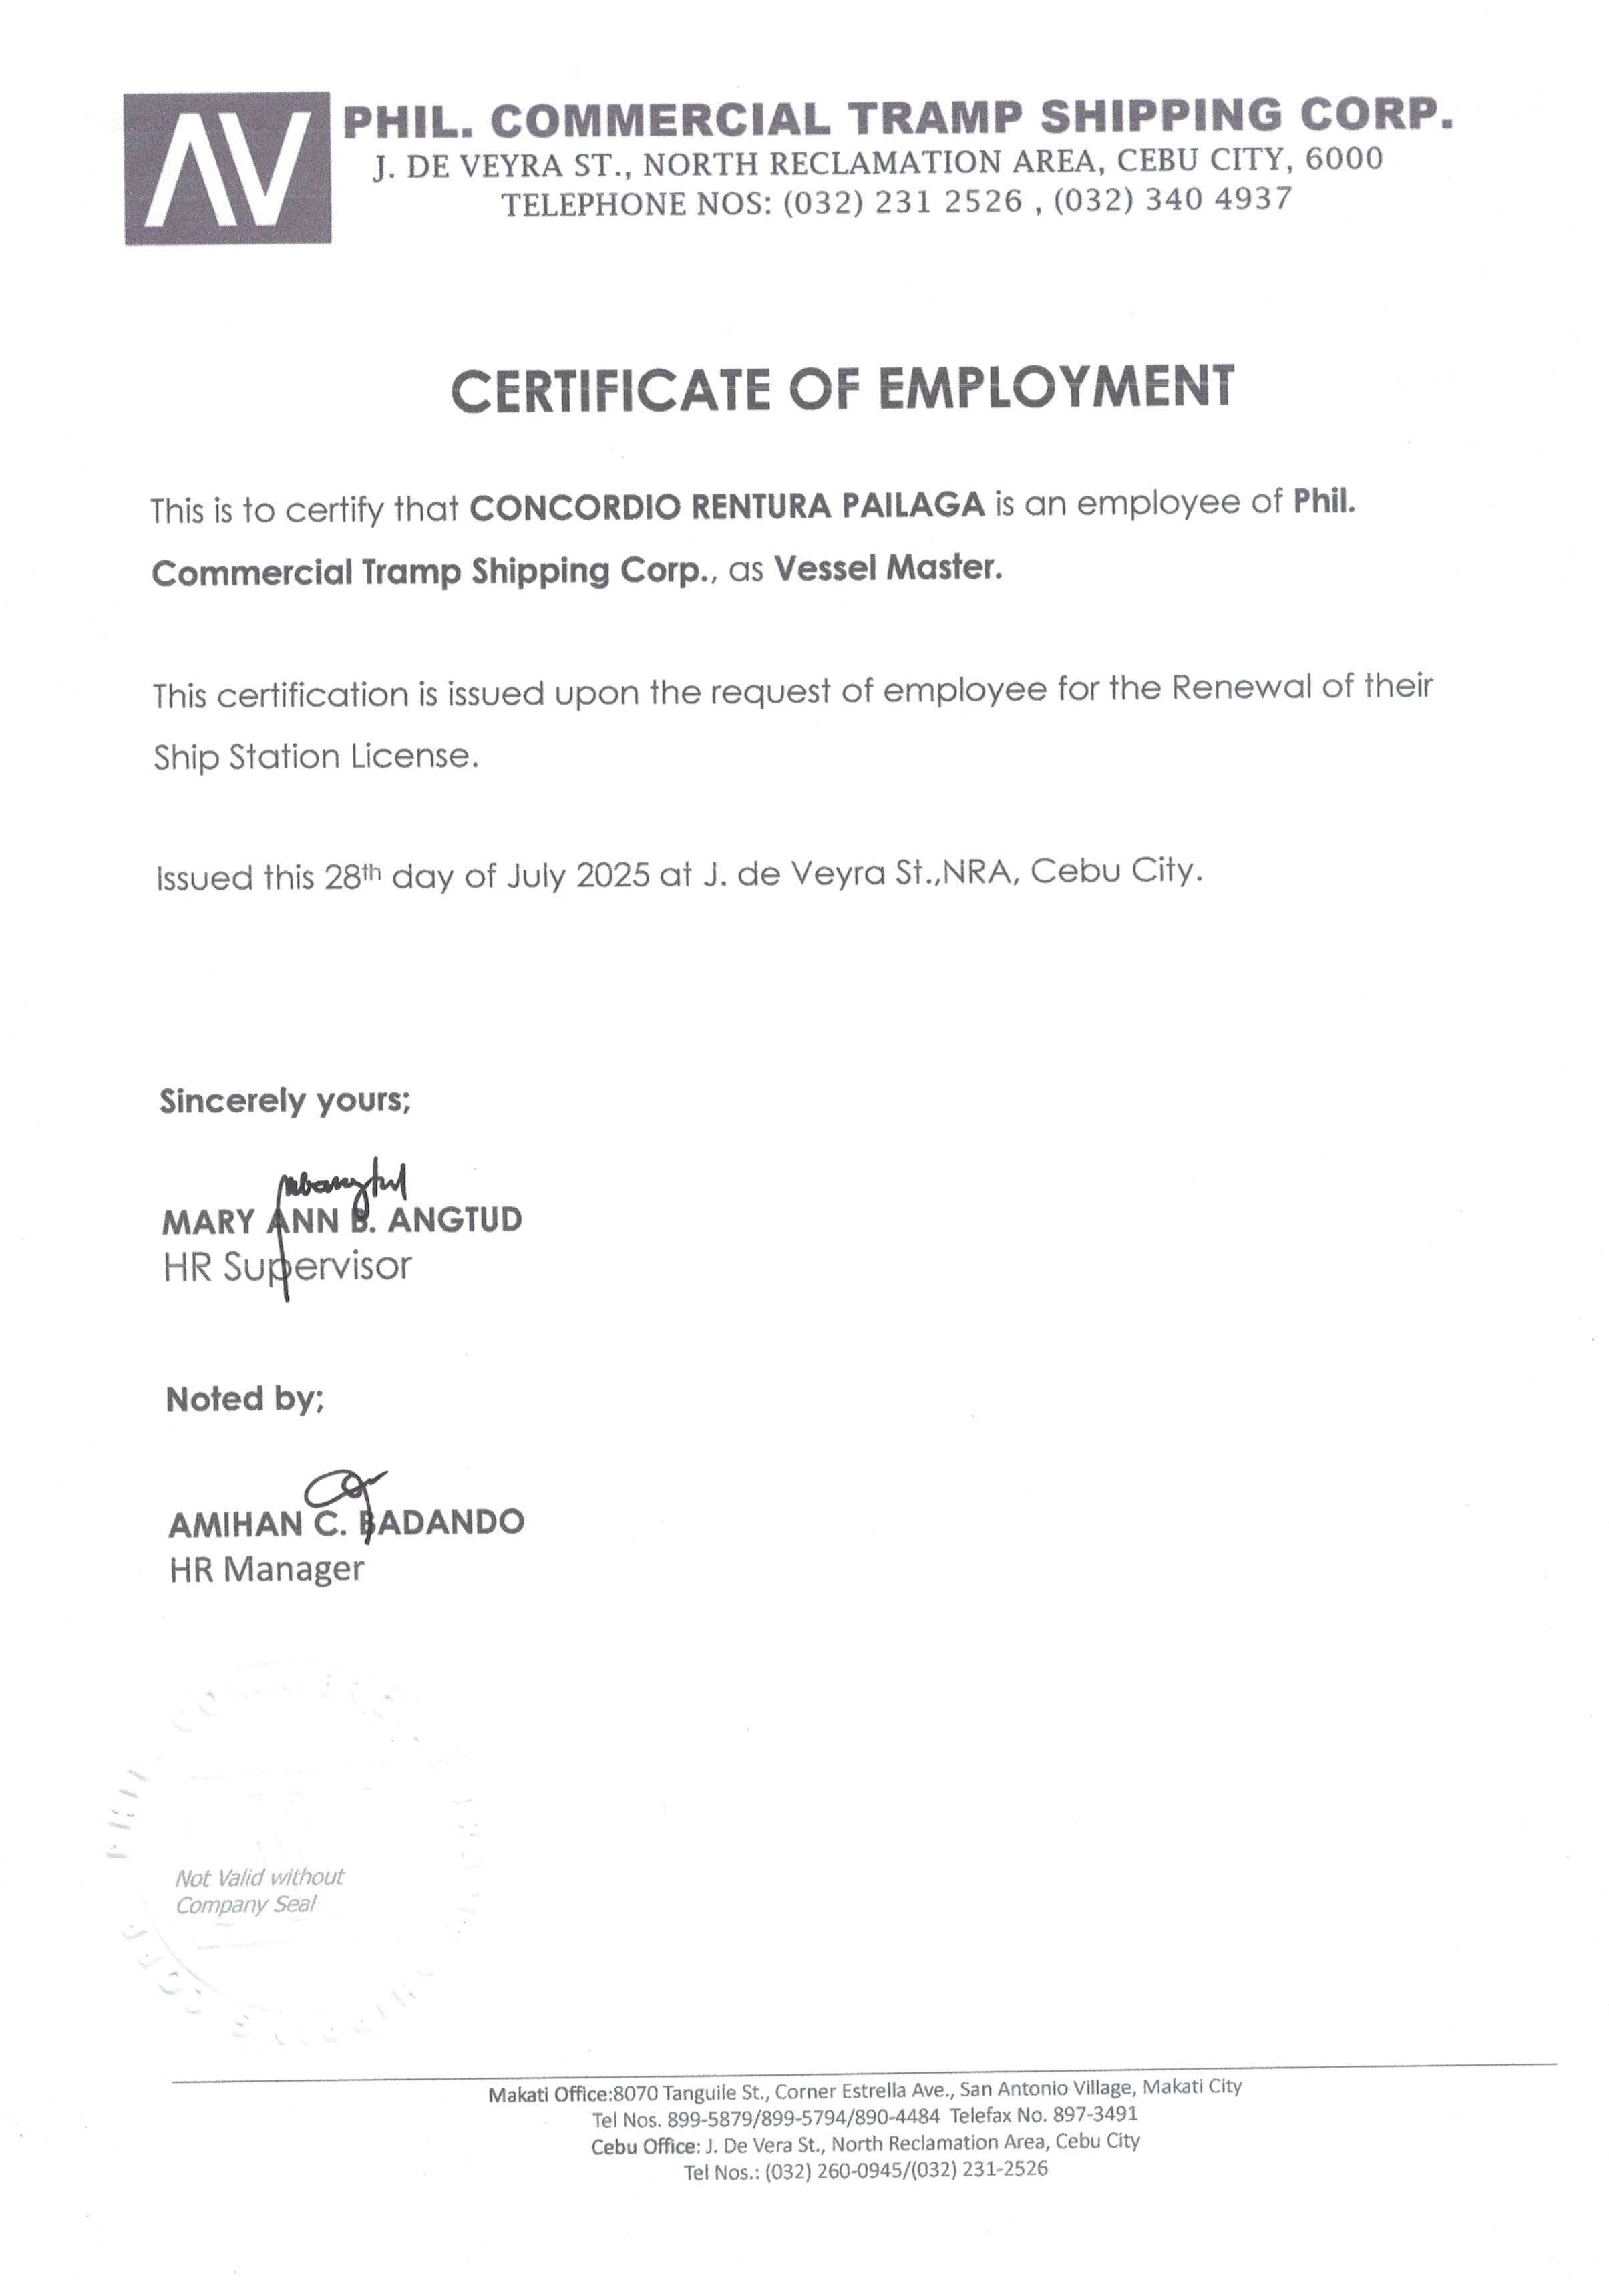 AV
PHIL. COMMERCIAL TRAMP SHIPPING CORP.
J. DE VEYRA ST., NORTH RECLAMATION AREA, CEBU CITY, 6000
TELEPHONE NOS: (032) 231 2526 , (032) 340 4937
CERTIFICATE OF EMPLOYMENT
This is to certify that CONCORDIO RENTURA PAILAGA is an employee of Phil.
Commercial Tramp Shipping Corp., as Vessel Master.
This certification is issued upon the request of employee for the Renewal of their
Ship Station License.
Issued this 28th day of July 2025 at J. de Veyra St.,NRA, Cebu City.
Sincerely yours;
MARY ANN B. ANGTUD
HR Supervisor
Noted by;
AMIHAN C. BADANDO
HR Manager
Not Valid without
Company Seal
Makati Office:8070 Tanguile St., Corner Estrella Ave., San Antonio Village, Makati City
Tel Nos. 899-5879/899-5794/890-4484 Telefax No. 897-3491
Cebu Office: J. De Vera St., North Reclamation Area, Cebu City
Tel Nos.: (032) 260-0945/(032) 231-2526